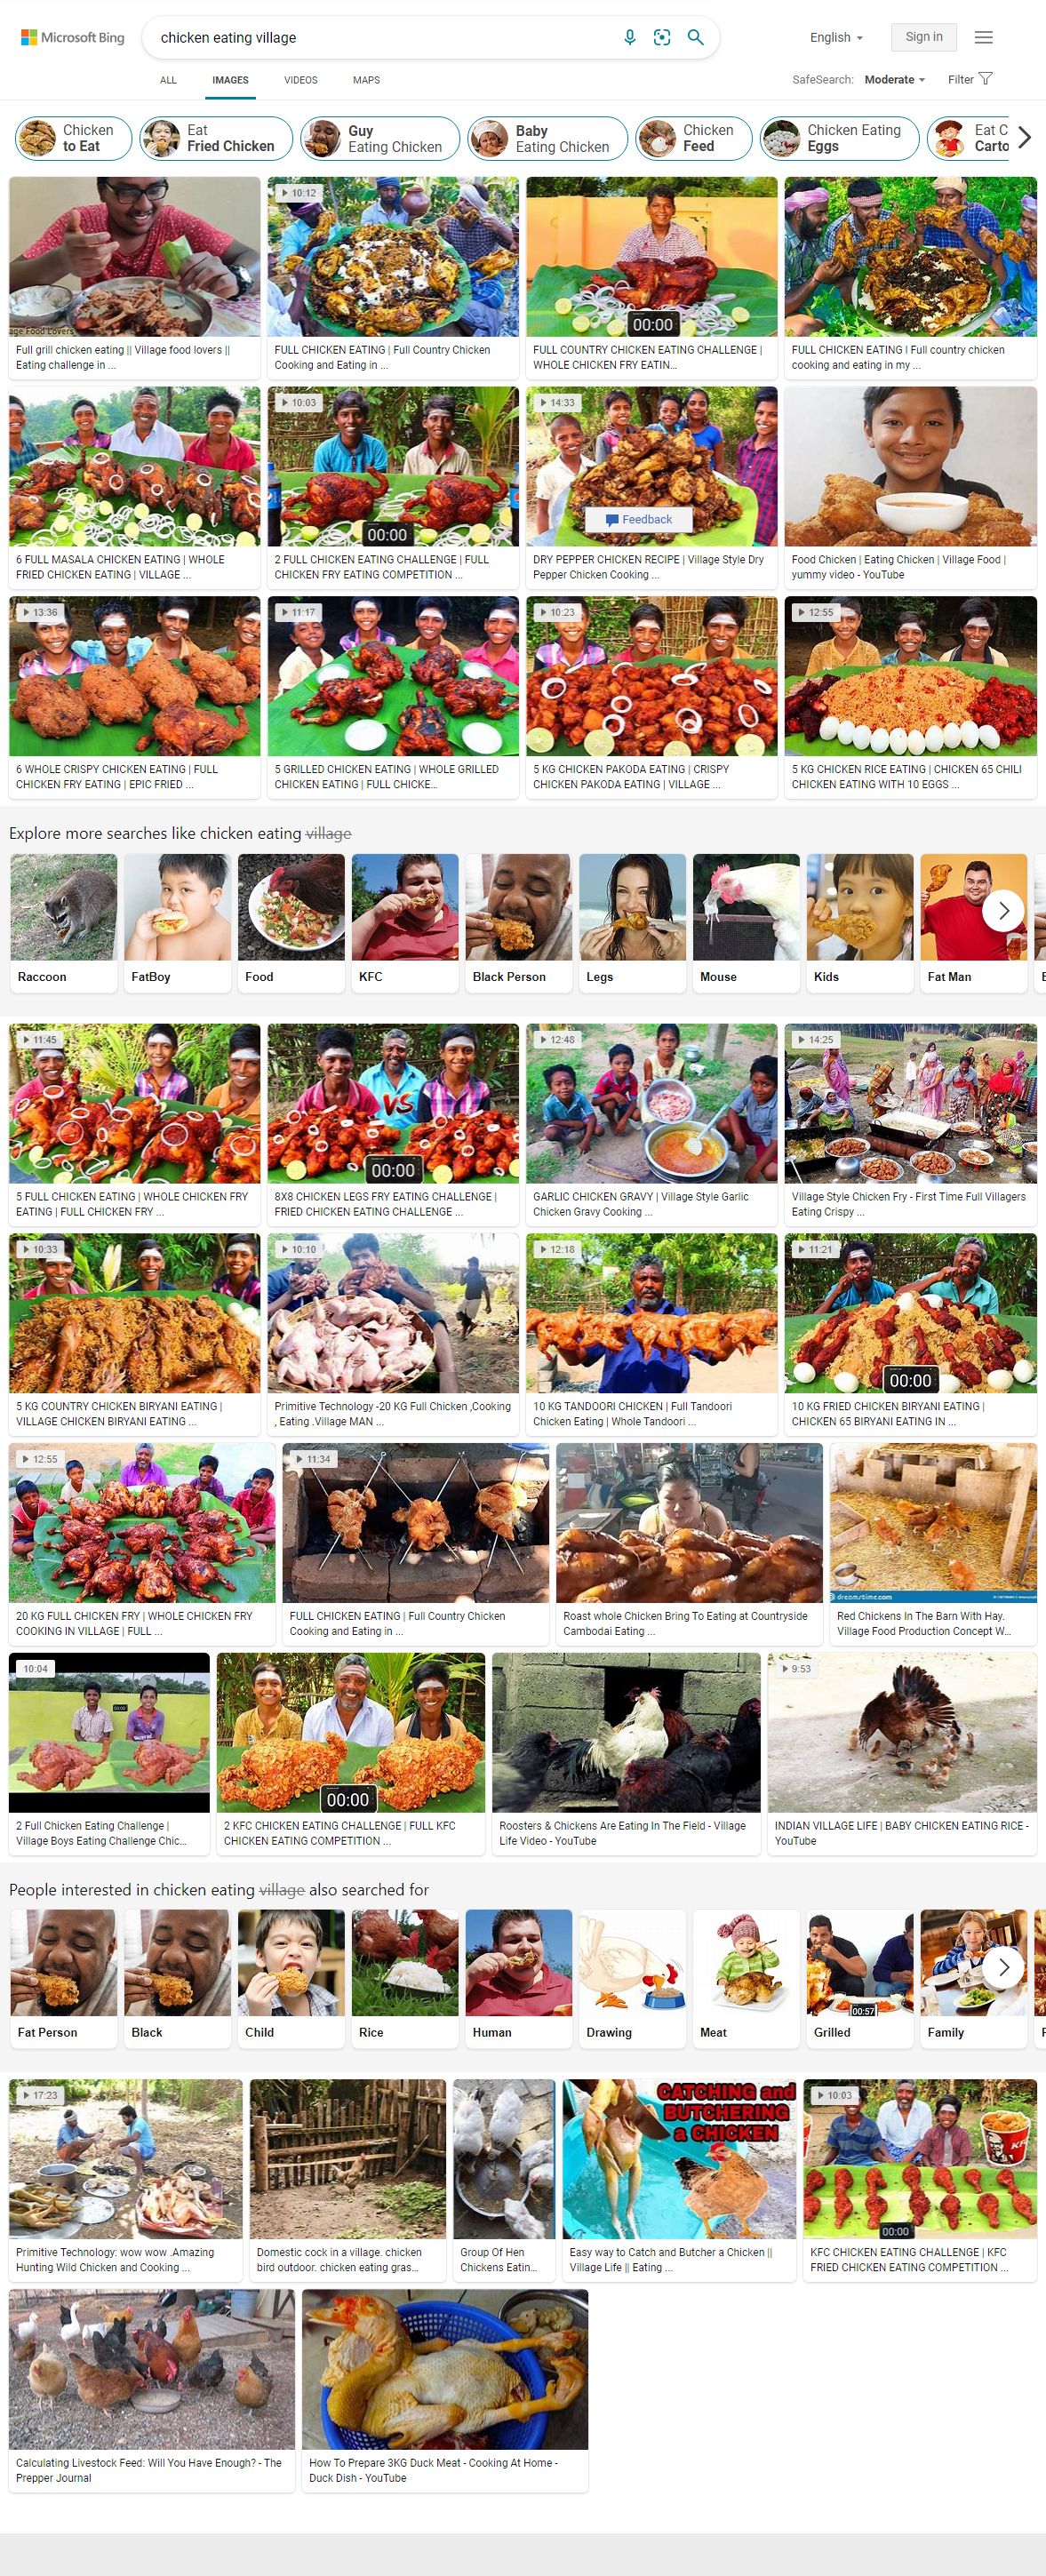 Microsoft Bing
chicken eating village
English
Sign in
ALL
IMAGES
VIDEOS
MAPS
SafeSearch:
Moderate
Filter
Chicken
to Eat
Eat
Fried Chicken
Guy
Eating Chicken
Baby
Eating Chicken
Chicken
Feed
Chicken Eating
Eggs
Eat C
Carto
age Food Lovers
Full grill chicken eating || Village food lovers ||
Eating challenge in ...
10:12
FULL CHICKEN EATING | Full Country Chicken
Cooking and Eating in ...
00:00
FULL COUNTRY CHICKEN EATING CHALLENGE |
WHOLE CHICKEN FRY EATIN...
FULL CHICKEN EATING l Full country chicken
cooking and eating in my ...
6 FULL MASALA CHICKEN EATING | WHOLE
FRIED CHICKEN EATING | VILLAGE ...
10:03
00:00
2 FULL CHICKEN EATING CHALLENGE | FULL
CHICKEN FRY EATING COMPETITION ...
14:33
Feedback
DRY PEPPER CHICKEN RECIPE | Village Style Dry
Pepper Chicken Cooking ...
Food Chicken | Eating Chicken | Village Food |
yummy video - YouTube
13:36
6 WHOLE CRISPY CHICKEN EATING | FULL
CHICKEN FRY EATING | EPIC FRIED ...
11:17
5 GRILLED CHICKEN EATING | WHOLE GRILLED
CHICKEN EATING | FULL CHICKE...
10:23
5 KG CHICKEN PAKODA EATING | CRISPY
CHICKEN PAKODA EATING | VILLAGE ...
12:55
5 KG CHICKEN RICE EATING | CHICKEN 65 CHILI
CHICKEN EATING WITH 10 EGGS ...
Explore more searches like chicken eating village
Raccoon
FatBoy
Food
KFC
Black Person
Legs
Mouse
Kids
Fat Man
11:45
5 FULL CHICKEN EATING | WHOLE CHICKEN FRY
EATING | FULL CHICKEN FRY ...
VS
00:00
8X8 CHICKEN LEGS FRY EATING CHALLENGE |
FRIED CHICKEN EATING CHALLENGE ...
12:48
GARLIC CHICKEN GRAVY | Village Style Garlic
Chicken Gravy Cooking ...
14:25
Village Style Chicken Fry - First Time Full Villagers
Eating Crispy ...
10:33
5 KG COUNTRY CHICKEN BIRYANI EATING |
VILLAGE CHICKEN BIRYANI EATING ...
10:10
Primitive Technology -20 KG Full Chicken ,Cooking
, Eating .Village MAN ...
12:18
10 KG TANDOORI CHICKEN | Full Tandoori
Chicken Eating | Whole Tandoori ...
11:21
00:00
10 KG FRIED CHICKEN BIRYANI EATING |
CHICKEN 65 BIRYANI EATING IN ...
12:55
20 KG FULL CHICKEN FRY | WHOLE CHICKEN FRY
COOKING IN VILLAGE | FULL ...
11:34
FULL CHICKEN EATING | Full Country Chicken
Cooking and Eating in ...
Roast whole Chicken Bring To Eating at Countryside
Cambodai Eating ...
dreamstime.com
Red Chickens In The Barn With Hay.
Village Food Production Concept W...
10:04
00:00
2 Full Chicken Eating Challenge |
Village Boys Eating Challenge Chic...
00:00
2 KFC CHICKEN EATING CHALLENGE | FULL KFC
CHICKEN EATING COMPETITION ...
Roosters & Chickens Are Eating In The Field - Village
Life Video - YouTube
9:53
INDIAN VILLAGE LIFE | BABY CHICKEN EATING RICE -
YouTube
People interested in chicken eating village also searched for
Fat Person
Black
Child
Rice
Human
Drawing
Meat
00:57
Grilled
Family
17:23
Primitive Technology: wow wow .Amazing
Hunting Wild Chicken and Cooking ...
Domestic cock in a village. chicken
bird outdoor. chicken eating gras...
Group Of Hen
Chickens Eatin...
CATCHING and
BUTCHERING
a CHICKEN
Easy way to Catch and Butcher a Chicken ||
Village Life || Eating ...
10:03
00:00
KFC CHICKEN EATING CHALLENGE | KFC
FRIED CHICKEN EATING COMPETITION ...
Calculating Livestock Feed: Will You Have Enough? - The
Prepper Journal
How To Prepare 3KG Duck Meat - Cooking At Home -
Duck Dish - YouTube